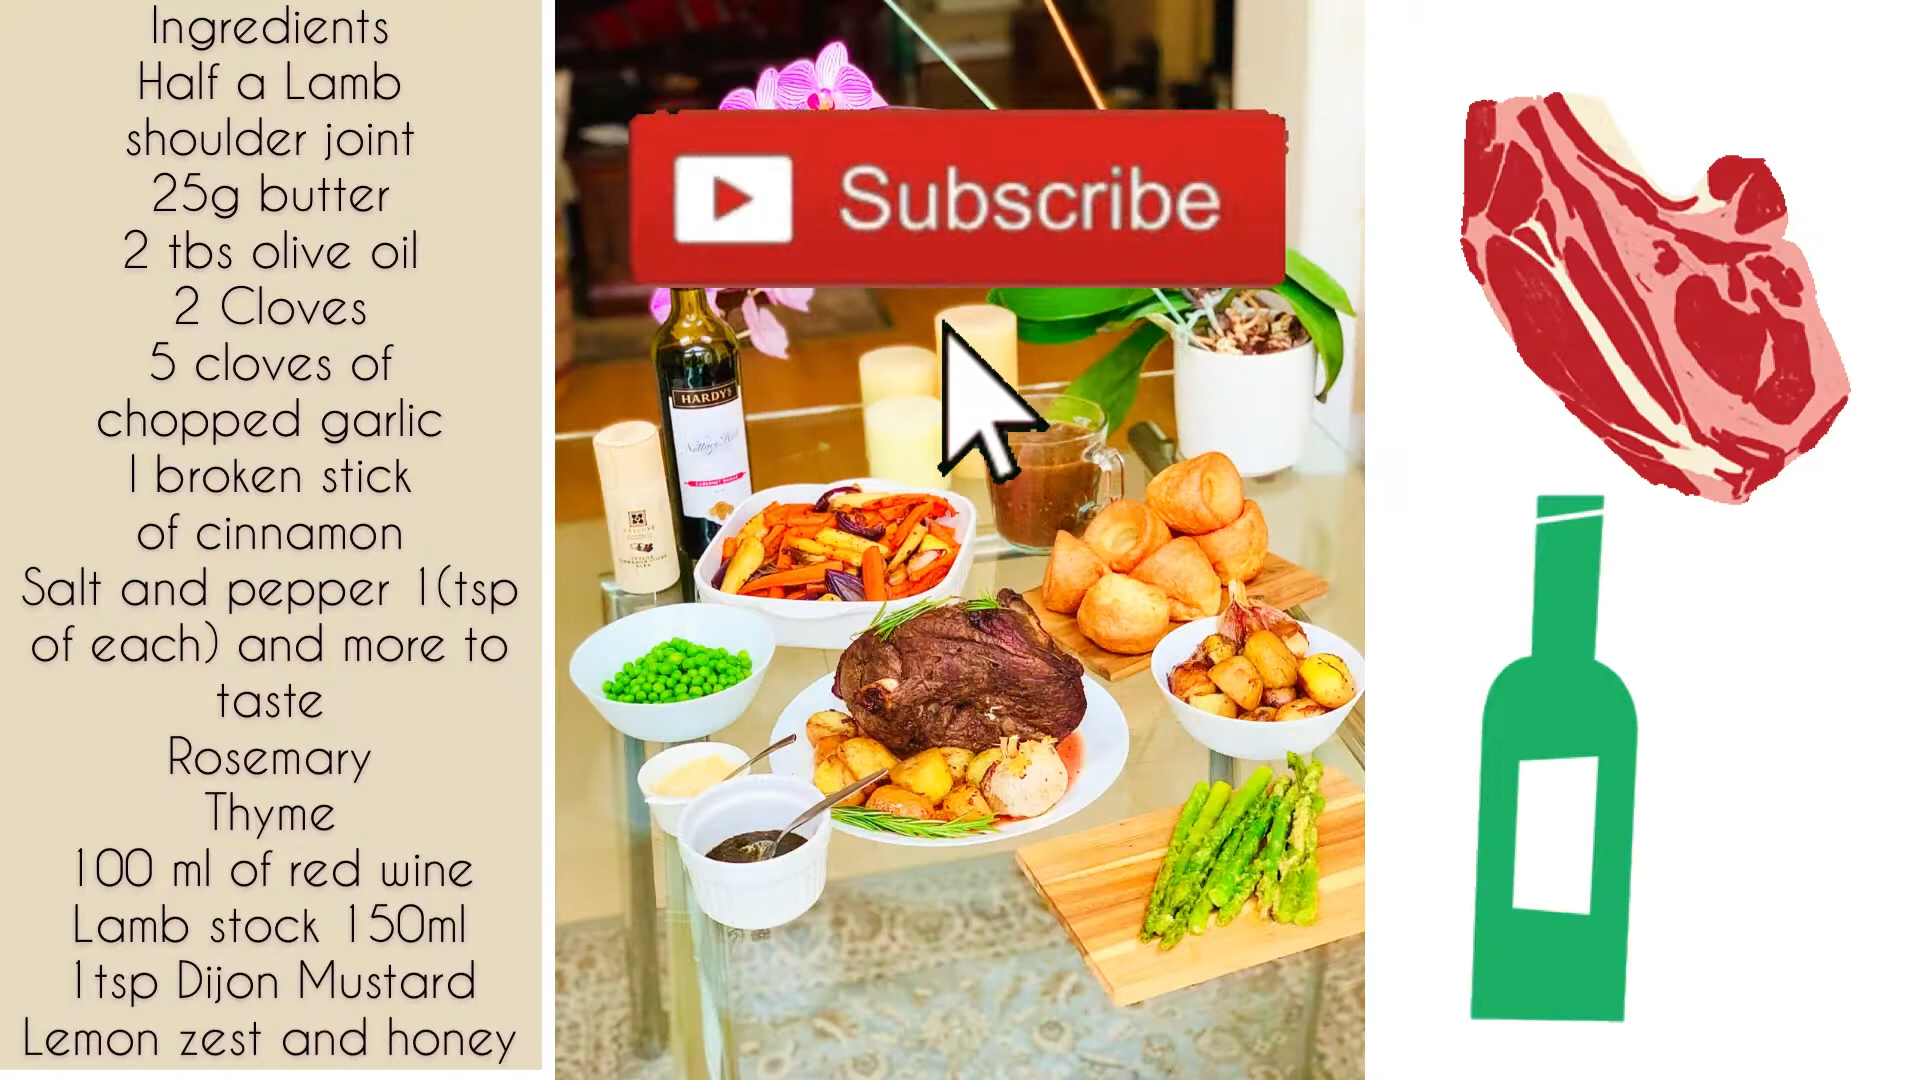 Ingredients
Half a Lamb
shoulder joint
25g butter
2 tbs olive oil
2 Cloves
5 cloves of
chopped garlic
1 broken stick
of cinnamon
Salt and pepper 1(tsp
of each) and more to
taste
Rosemary
Thyme
100 ml of red wine
Lamb stock 150ml
1tsp Dijon Mustard
Lemon zest and honey
Subscribe
HARDYS